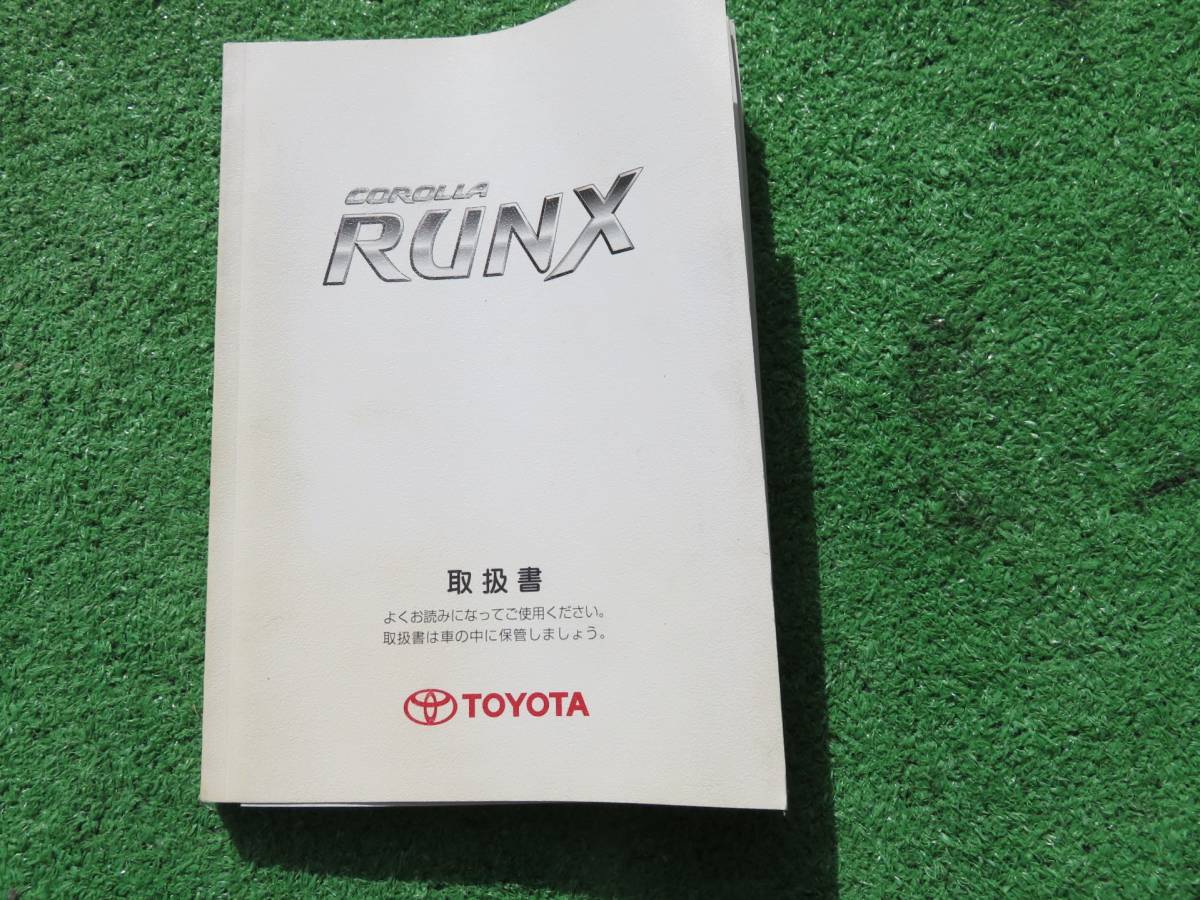 COROLLA
RUNX
取扱書
よくお読みになってご使用ください。
取扱書は車の中に保管しましょう。
TOYOTA